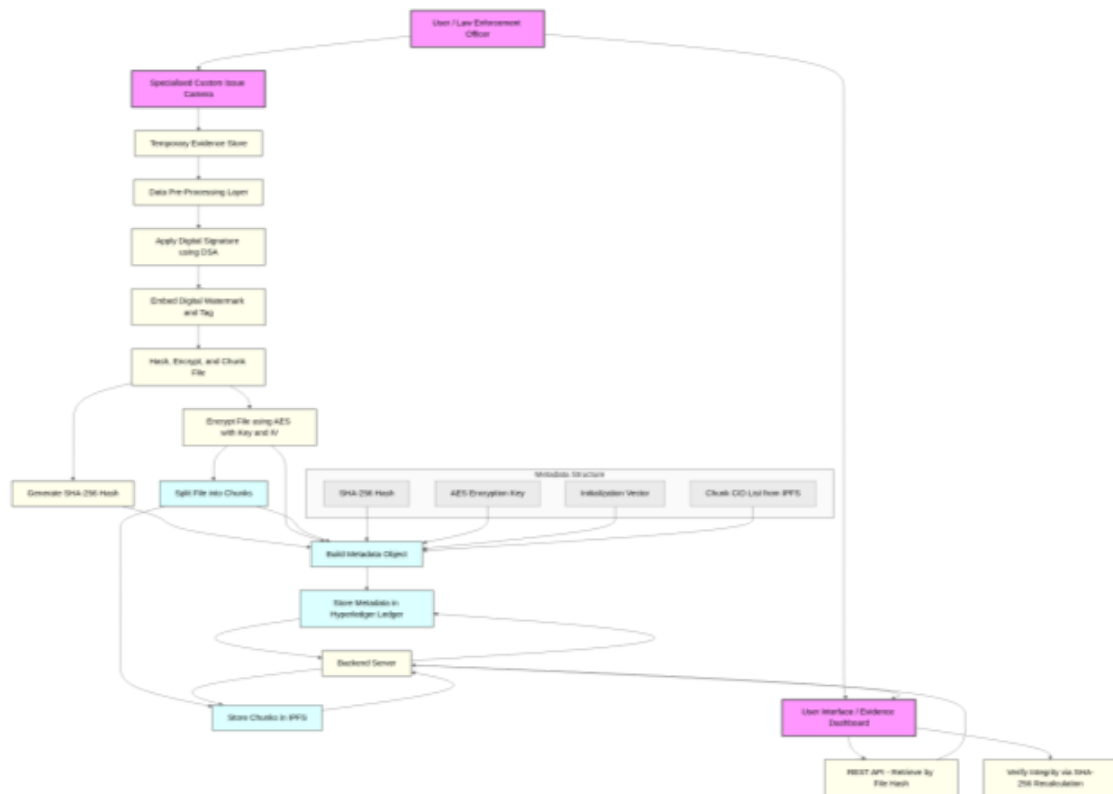 User / Law Enforcement
Officer
Specialised Custom Issue
Camera
Temporary Evidence Store
Data Pre-Processing Layer
Apply Digital Signature
using DSA
Embed Digital Watermark
and Tag
Hash, Encrypt, and Chunk
File
Encrypt File using AES
with Key and IV
Metadata Structure
Generate SHA-256 Hash
Split File into Chunks
SHA-256 Hash
AES Encryption Key
Initialization Vector
Chunk CID List from IPFS
Build Metadata Object
Store Metadata in
Hyperledger Ledger
Backend Server
Store Chunks in IPFS
User Interface / Evidence
Dashboard
REST API - Retrieve by
File Hash
Verify Integrity via SHA-
256 Recalculation